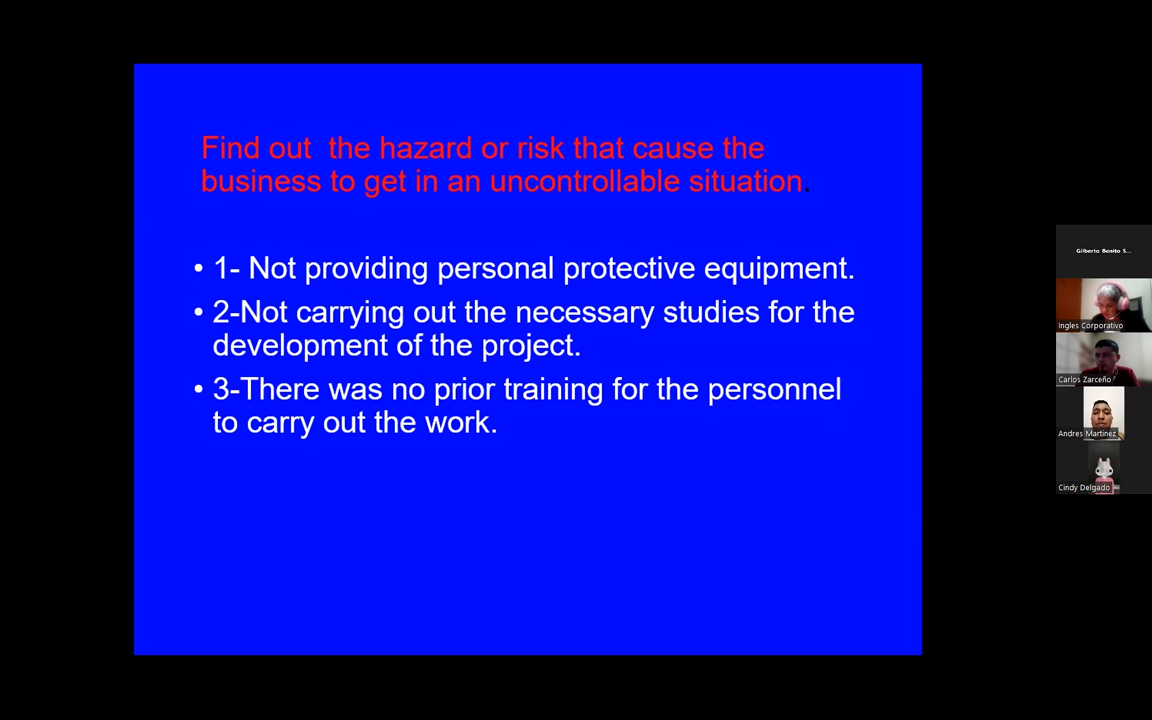 Find out  the hazard or risk that cause the
business to get in an uncontrollable situation.
• 1- Not providing personal protective equipment.
• 2-Not carrying out the necessary studies for the
development of the project.
• 3-There was no prior training for the personnel
to carry out the work.
Gilberto Benito S...
Ingles Corporativo
Carlos Zarceño
Andres Martinez
Cindy Delgado